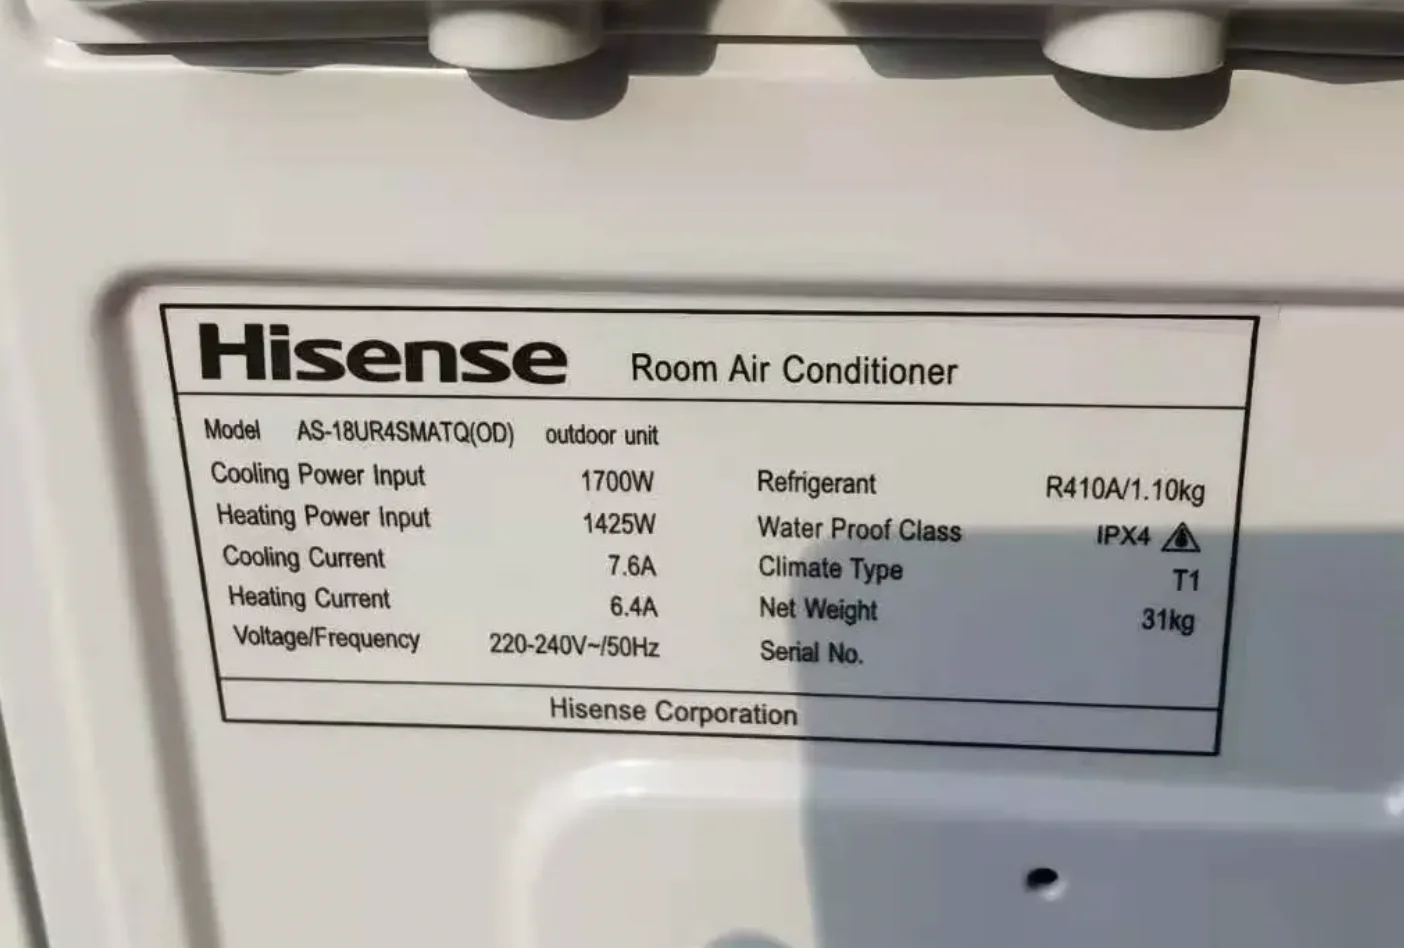 Hisense Room Air Conditioner
Model AS-18UR4SMATQ(OD) outdoor unit
Cooling Power Input 1700W Refrigerant R410A/1.10kg
Heating Power Input 1425W Water Proof Class IPX4
Cooling Current 7.6A Climate Type T1
Heating Current 6.4A Net Weight 31kg
Voltage/Frequency 220-240V~/50Hz Serial No.
Hisense Corporation